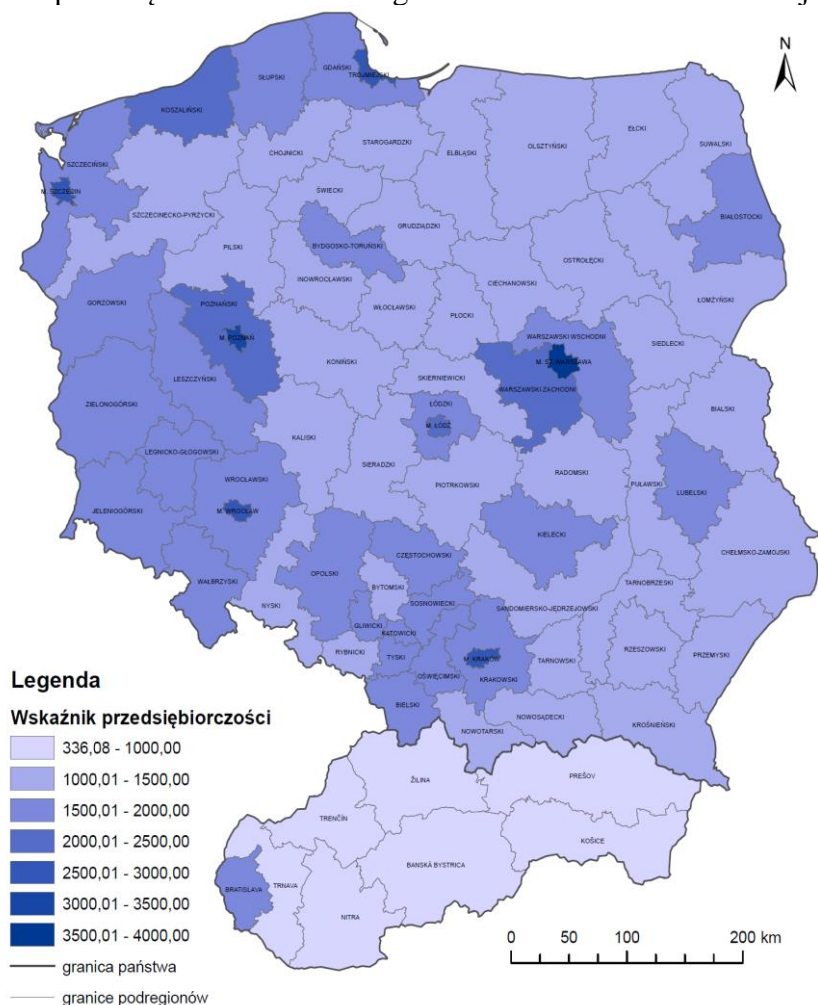 N
KOSZALIŃSKI
SŁUPSKI
GDAŃSKI
TRÓJMIEJSKI
STAROGARDZKI
CHOJNICKI
ELBLĄSKI
OLSZTYŃSKI
EŁCKI
SUWALSKI
SZCZECIŃSKI
M. SZCZECIN
SZCZECINECKO-PYRZYCKI
ŚWIECKI
GRUDZIĄDZKI
BIAŁOSTOCKI
PILSKI
BYDGOSKO-TORUŃSKI
INOWROCŁAWSKI
WŁOCŁAWSKI
CIECHANOWSKI
OSTROŁĘCKI
ŁOMŻYŃSKI
GORZOWSKI
POZNAŃSKI
M. POZNAŃ
PŁOCKI
WARSZAWSKI WSCHODNI
M. ST. WARSZAWA
SIEDLECKI
LESZCZYŃSKI
KONIŃSKI
SKIERNIEWICKI
WARSZAWSKI ZACHODNI
ZIELONOGÓRSKI
ŁÓDZKI
M. ŁÓDŹ
BIALSKI
KALISKI
SIERADZKI
LEGNICKO-GŁOGOWSKI
PIOTRKOWSKI
RADOMSKI
PUŁAWSKI
LUBELSKI
WROCŁAWSKI
M. WROCŁAW
JELENIOGÓRSKI
KIELECKI
CHEŁMSKO-ZAMOJSKI
WAŁBRZYSKI
OPOLSKI
CZĘSTOCHOWSKI
BYTOMSKI
TARNOBRZESKI
NYSKI
SOSNOWIECKI
SANDOMIERSKO-JĘDRZEJOWSKI
GLIWICKI
KATOWICKI
RYBNICKI
TYSKI
M. KRAKÓW
OŚWIĘCIMSKI
KRAKOWSKI
TARNOWSKI
RZESZOWSKI
PRZEMYSKI
BIELSKI
NOWOTARSKI
NOWOSĄDECKI
KROŚNIEŃSKI
ŽILINA
PREŠOV
TRENČÍN
KOŠICE
BANSKÁ BYSTRICA
BRATISLAVA
TRNAVA
NITRA
Legenda
Wskaźnik przedsiębiorczości
336,08 - 1000,00
1000,01 - 1500,00
1500,01 - 2000,00
2000,01 - 2500,00
2500,01 - 3000,00
3000,01 - 3500,00
3500,01 - 4000,00
granica państwa
granice podregionów
0 50 100 200 km